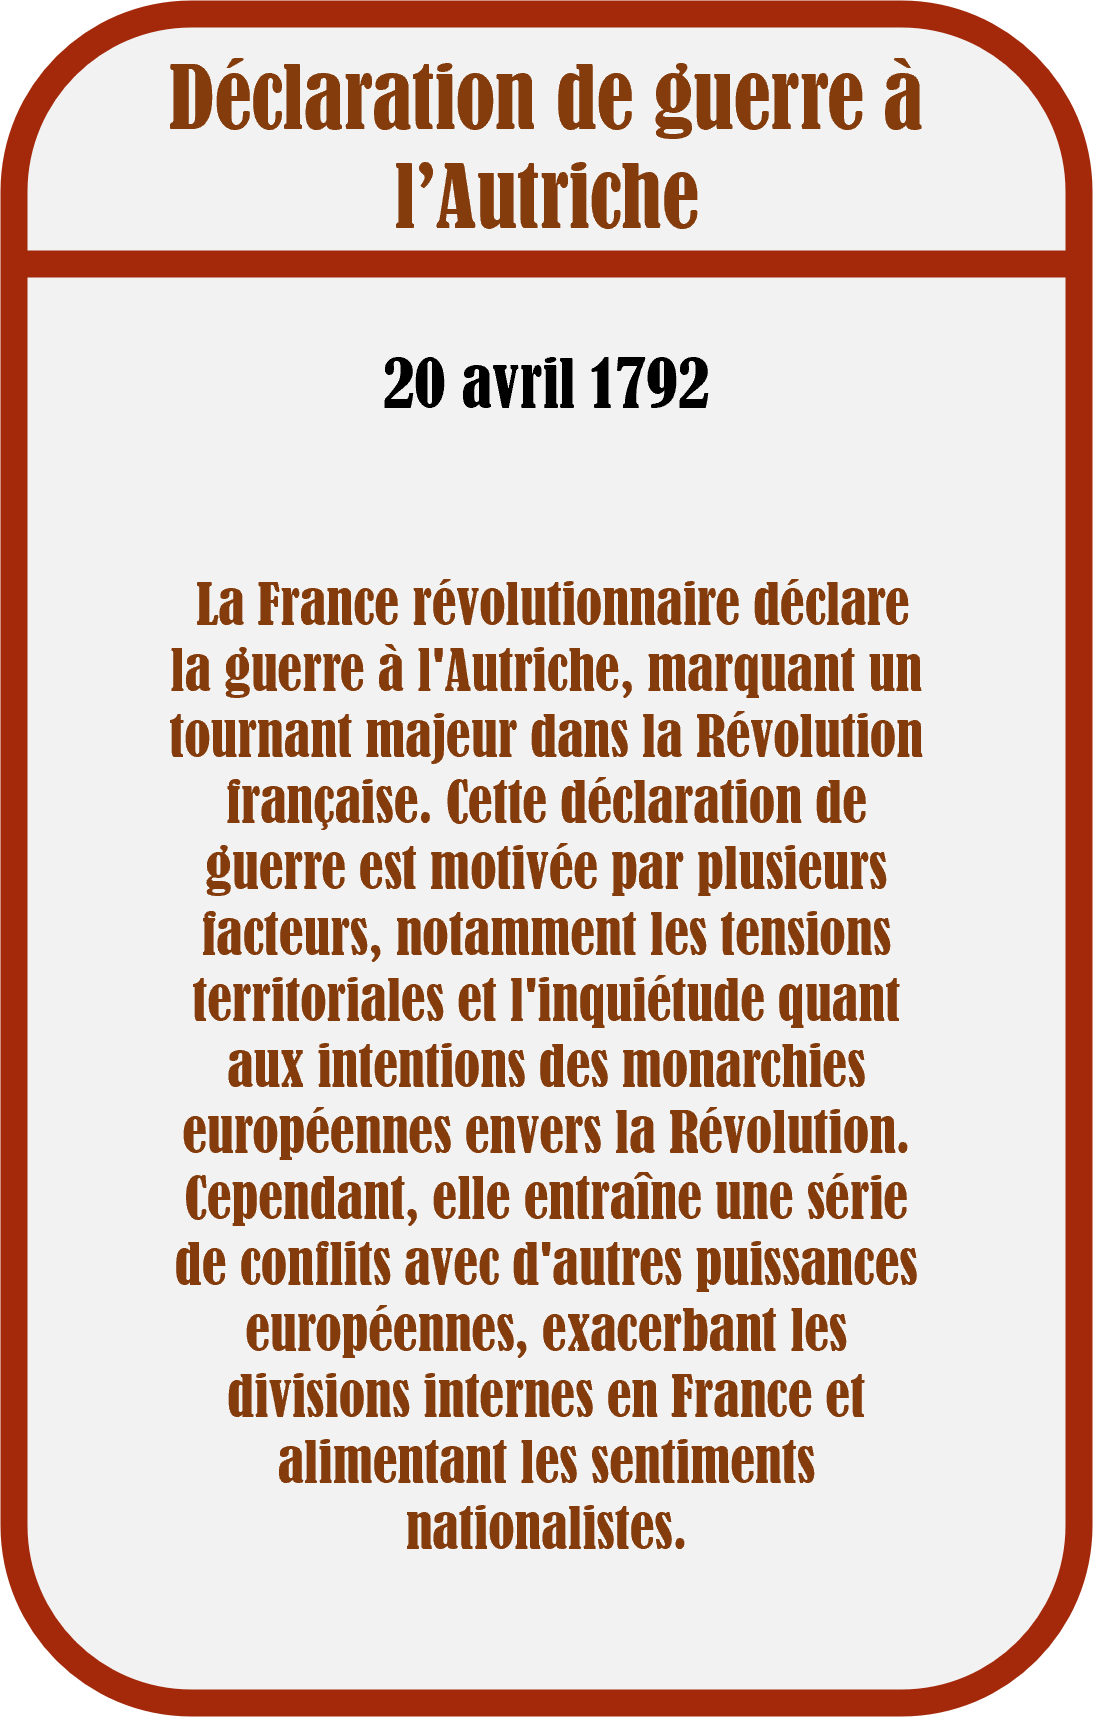 Déclaration de guerre à
l’Autriche
20 avril 1792
La France révolutionnaire déclare
la guerre à l'Autriche, marquant un
tournant majeur dans la Révolution
française. Cette déclaration de
guerre est motivée par plusieurs
facteurs, notamment les tensions
territoriales et l'inquiétude quant
aux intentions des monarchies
européennes envers la Révolution.
Cependant, elle entraîne une série
de conflits avec d'autres puissances
européennes, exacerbant les
divisions internes en France et
alimentant les sentiments
nationalistes.